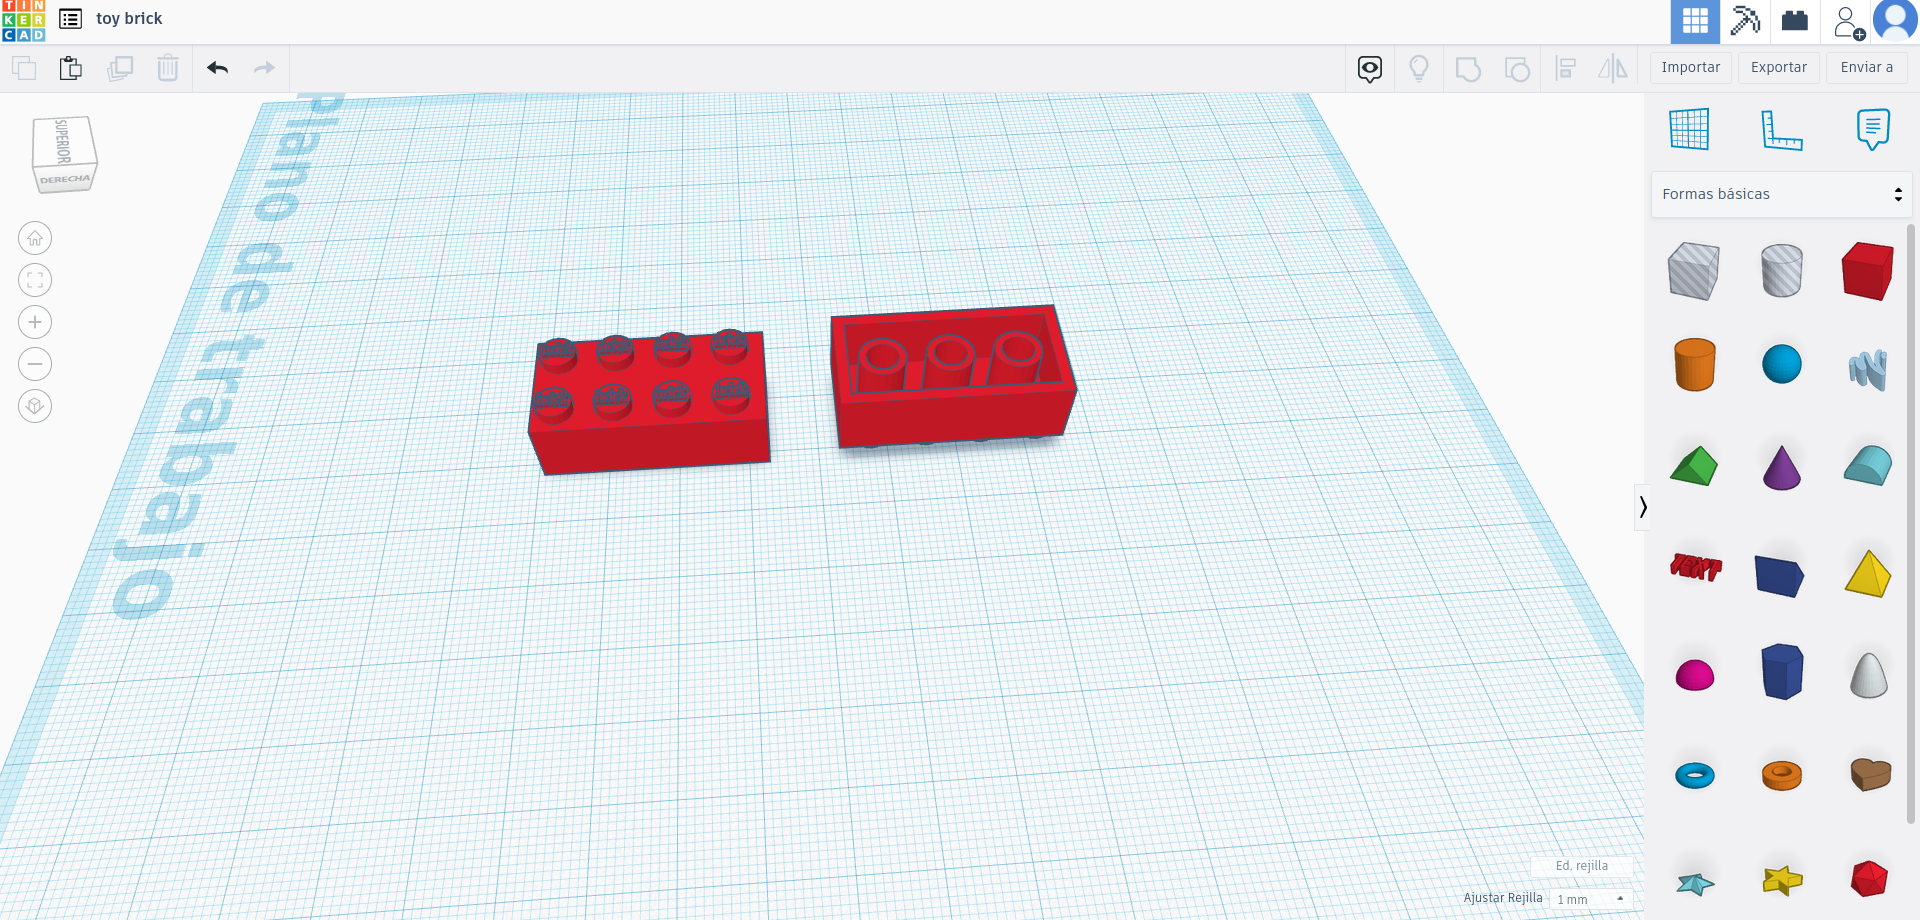 TIN
KER
CAD
toy brick
Importar
Exportar
Enviar a
SUPERIOR
DERECHA
plano de trabajo
Formas básicas
TEXT
Ed. rejilla
Ajustar Rejilla
1 mm